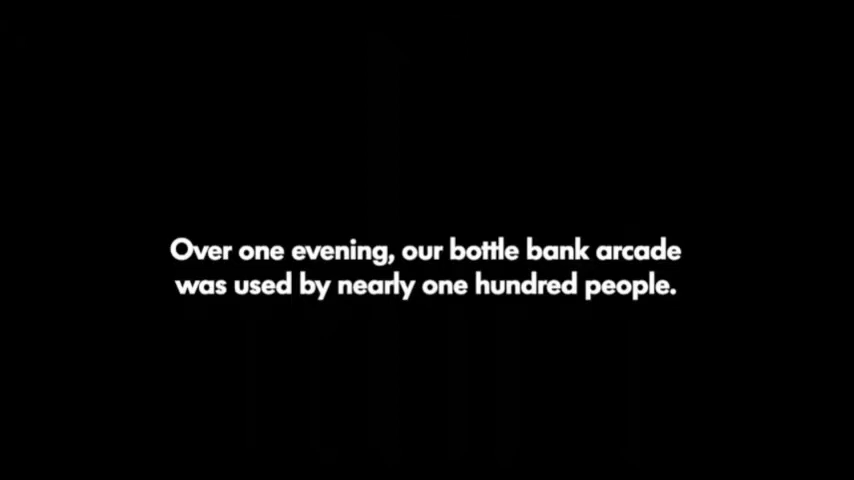 Over one evening, our bottle bank arcade
was used by nearly one hundred people.